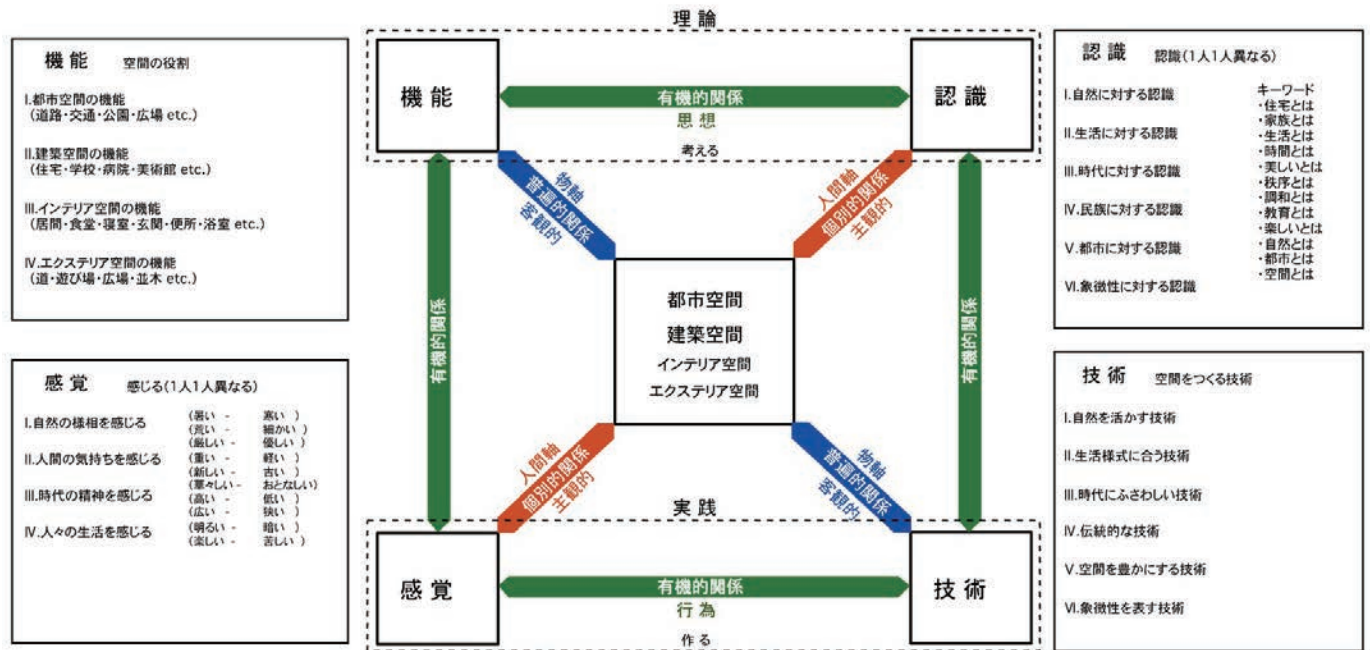 理論
機能 空間の役割
I.都市空間の機能
(道路・交通・公園・広場 etc.)
II.建築空間の機能
(住宅・学校・病院・美術館 etc.)
III.インテリア空間の機能
(居間・食堂・寝室・玄関・便所・浴室 etc.)
IV.エクステリア空間の機能
(道・遊び場・広場・並木 etc.)
感覚 感じる(1人1人異なる)
I.自然の様相を感じる
II.人間の気持ちを感じる
III.時代の精神を感じる
IV.人々の生活を感じる
(暑い - 寒い )
(荒い - 細かい )
(厳しい - 優しい )
(重い - 軽い )
(新しい - 古い )
(華々しい - おとなしい)
(高い - 低い )
(広い - 狭い )
(明るい - 暗い )
(楽しい - 苦しい )
機能
有機的関係
思想
考える
認識
物軸
普遍的関係
客観的
人間軸
個別的関係
主観的
有機的関係
都市空間
建築空間
インテリア空間
エクステリア空間
有機的関係
人間軸
個別的関係
主観的
物軸
普遍的関係
客観的
実践
感覚
有機的関係
行為
作る
技術
認識 認識(1人1人異なる)
I.自然に対する認識
II.生活に対する認識
III.時代に対する認識
IV.民族に対する認識
V.都市に対する認識
VI.象徴性に対する認識
キーワード
・住宅とは
・家族とは
・生活とは
・時間とは
・美しいとは
・秩序とは
・調和とは
・教育とは
・楽しいとは
・自然とは
・都市とは
・空間とは
技術 空間をつくる技術
I.自然を活かす技術
II.生活様式に合う技術
III.時代にふさわしい技術
IV.伝統的な技術
V.空間を豊かにする技術
VI.象徴性を表す技術